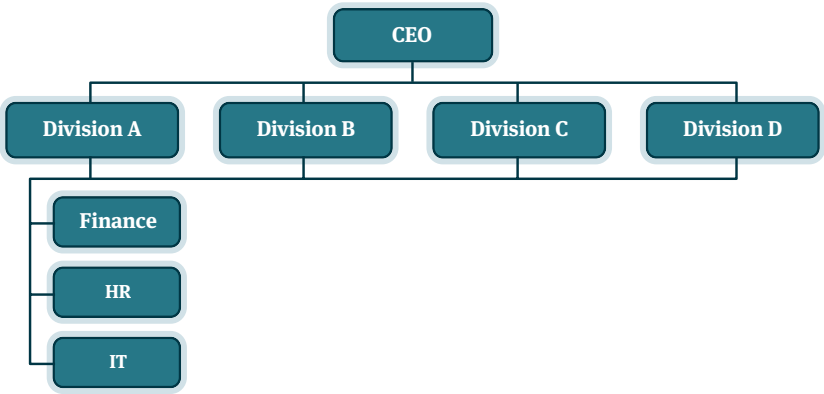 CEO
Division A
Division B
Division C
Division D
Finance
HR
IT